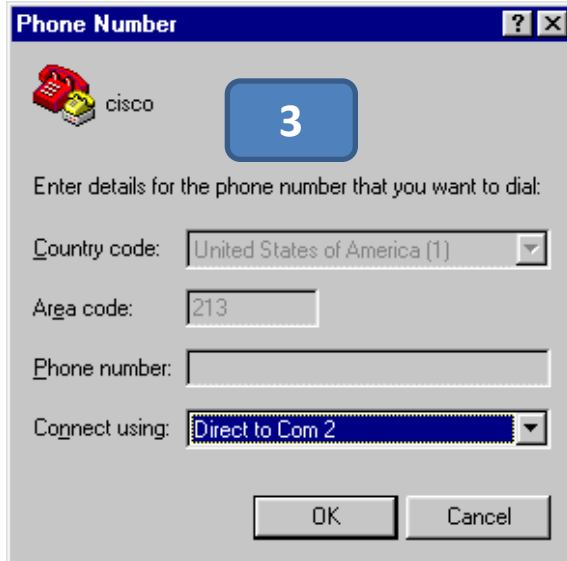 Phone Number
cisco
3
Enter details for the phone number that you want to dial:
Country code: United States of America (1)
Area code: 213
Phone number:
Connect using: Direct to Com 2
OK Cancel